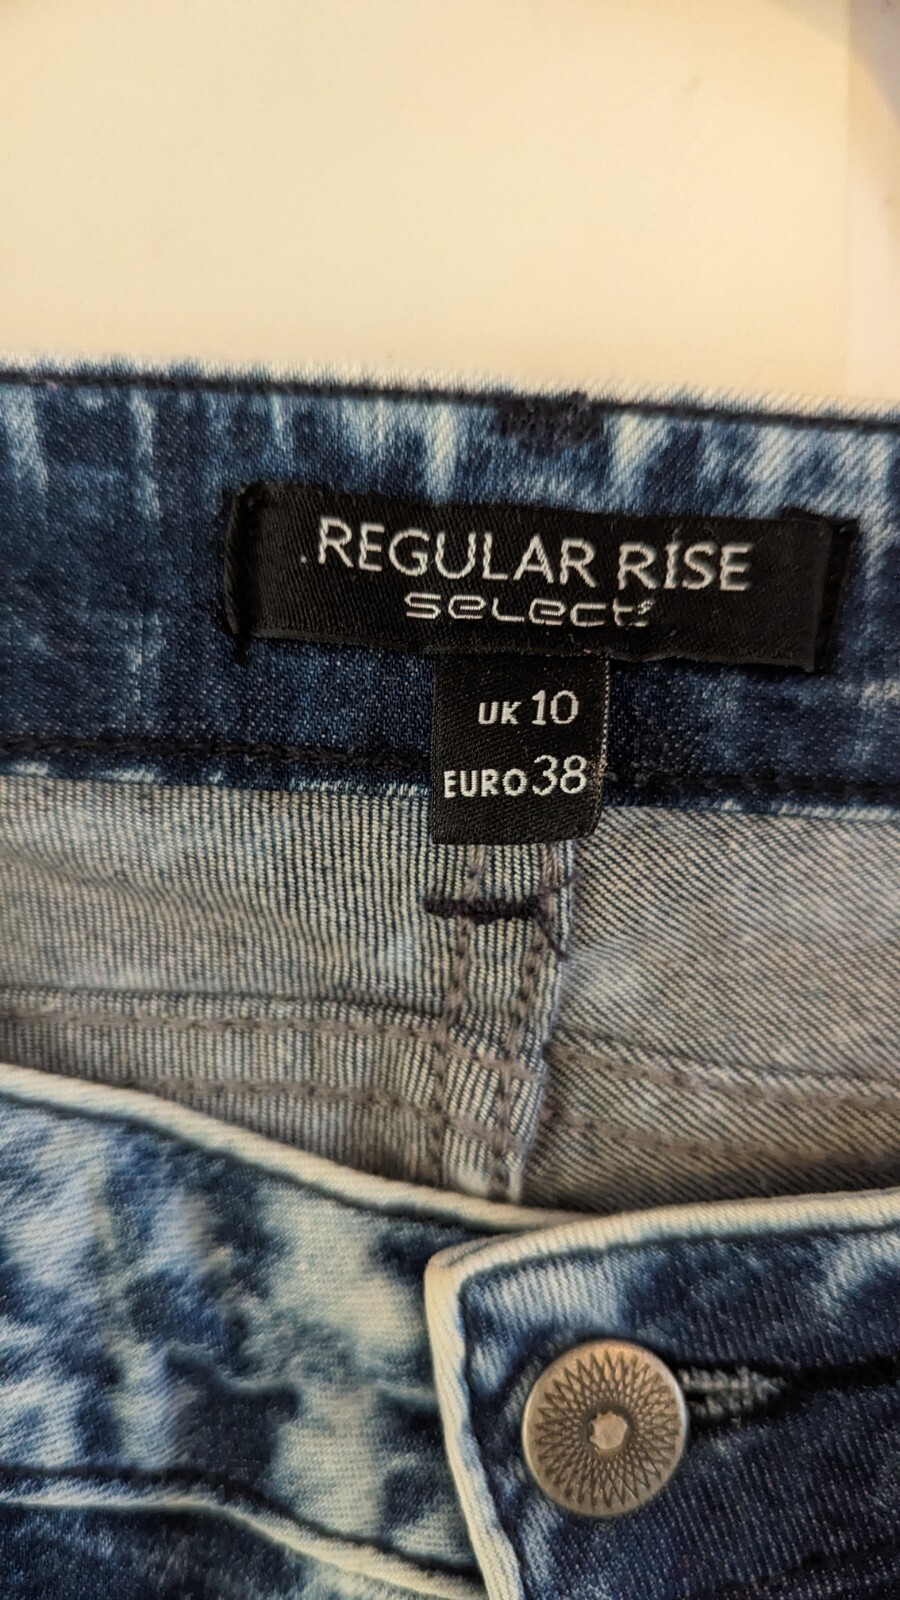 REGULAR RISE
select
UK 10
EURO 38